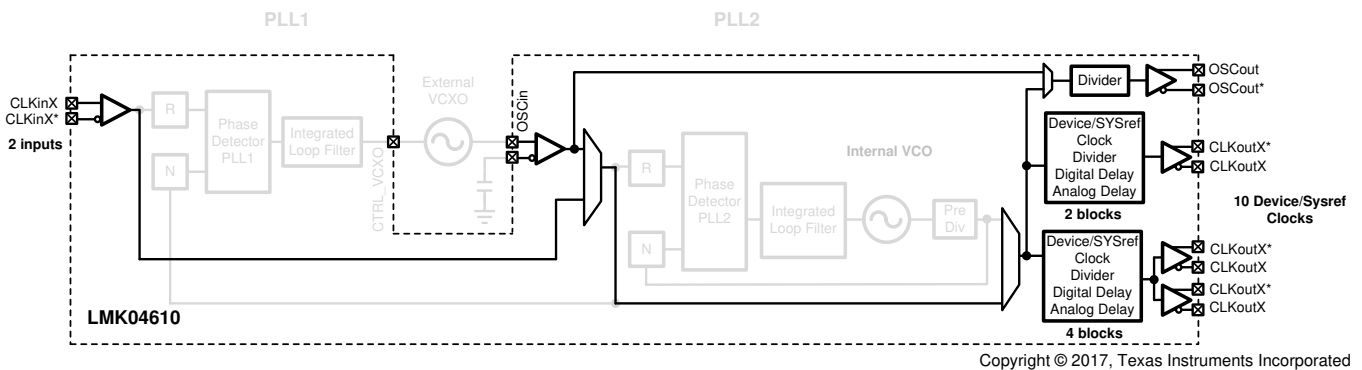 PLL1
PLL2
CLKinX
CLKinX*
2 inputs
R
N
Phase
Detector
PLL1
Integrated
Loop Filter
CTRL_VCXO
External
VCXO
OSCin
R
N
Phase
Detector
PLL2
Integrated
Loop Filter
Internal VCO
Pre
Div
Divider
OSCout
OSCout*
Device/SYSref
Clock
Divider
Digital Delay
Analog Delay
2 blocks
CLKoutX*
CLKoutX
10 Device/Sysref
Clocks
Device/SYSref
Clock
Divider
Digital Delay
Analog Delay
4 blocks
CLKoutX*
CLKoutX
CLKoutX*
CLKoutX
LMK04610
Copyright © 2017, Texas Instruments Incorporated